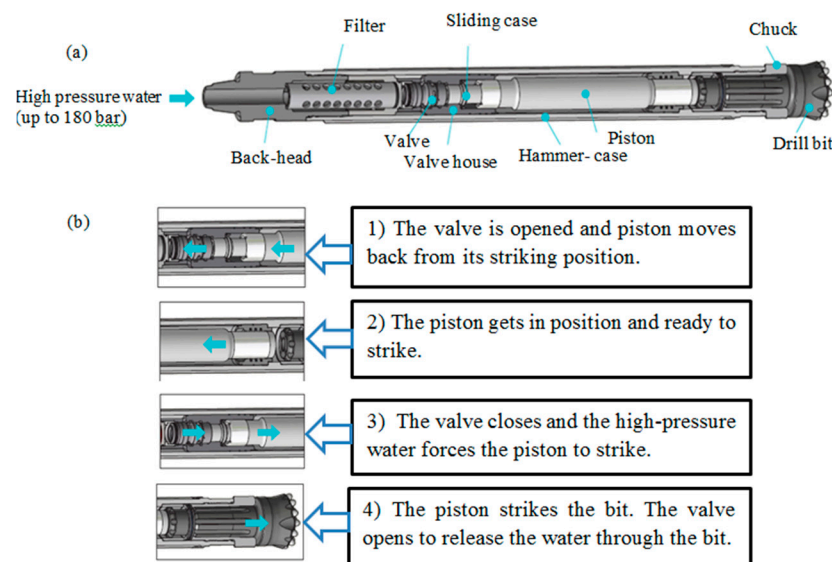 (a)
Filter
Sliding case
Chuck
High pressure water
(up to 180 bar)
Back-head
Valve
Valve house
Hammer- case
Piston
Drill bit
(b)
1) The valve is opened and piston moves
back from its striking position.
2) The piston gets in position and ready to
strike.
3) The valve closes and the high-pressure
water forces the piston to strike.
4) The piston strikes the bit. The valve
opens to release the water through the bit.